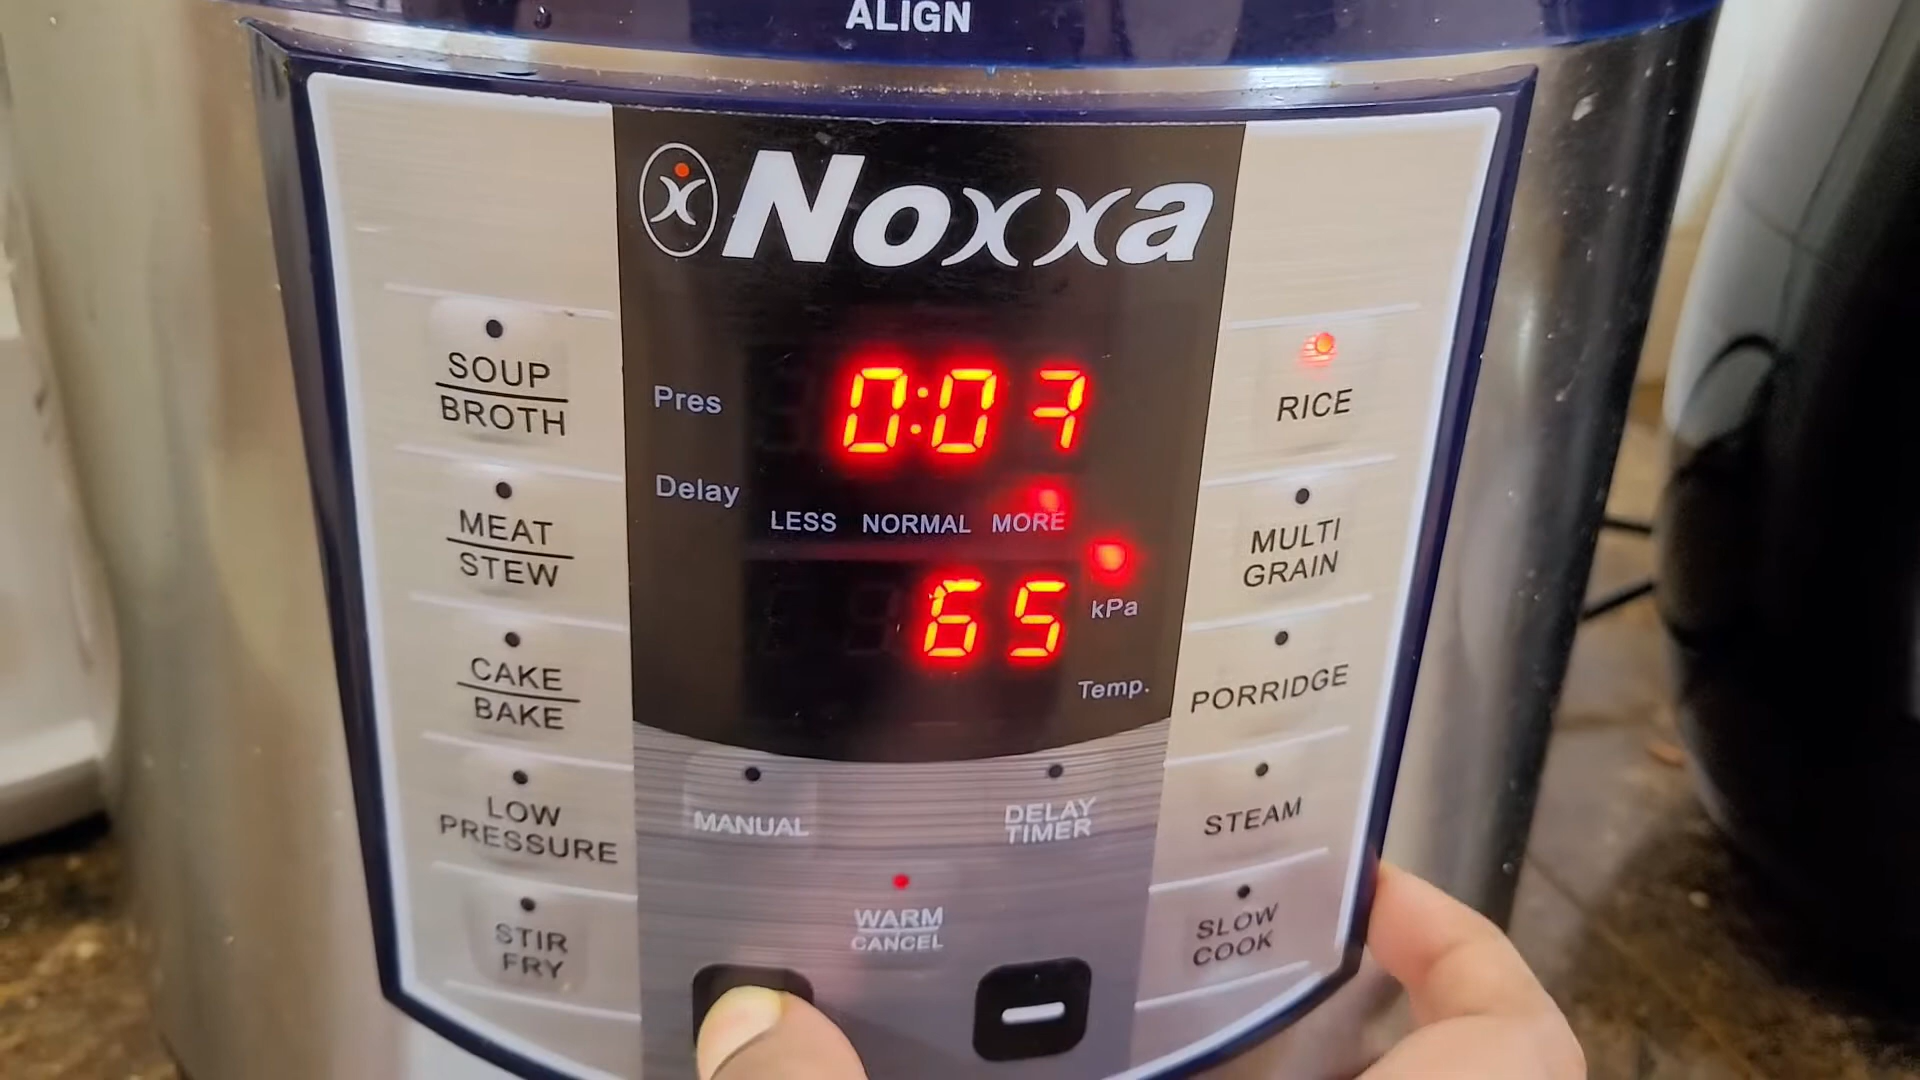 ALIGN
Noxxa
SOUP
BROTH
MEAT
STEW
CAKE
BAKE
LOW
PRESSURE
STIR
FRY
0:07
Pres
Delay
LESS NORMAL MORE
65
kPa
Temp.
MANUAL
DELAY
TIMER
WARM
CANCEL
RICE
MULTI
GRAIN
PORRIDGE
STEAM
SLOW
COOK